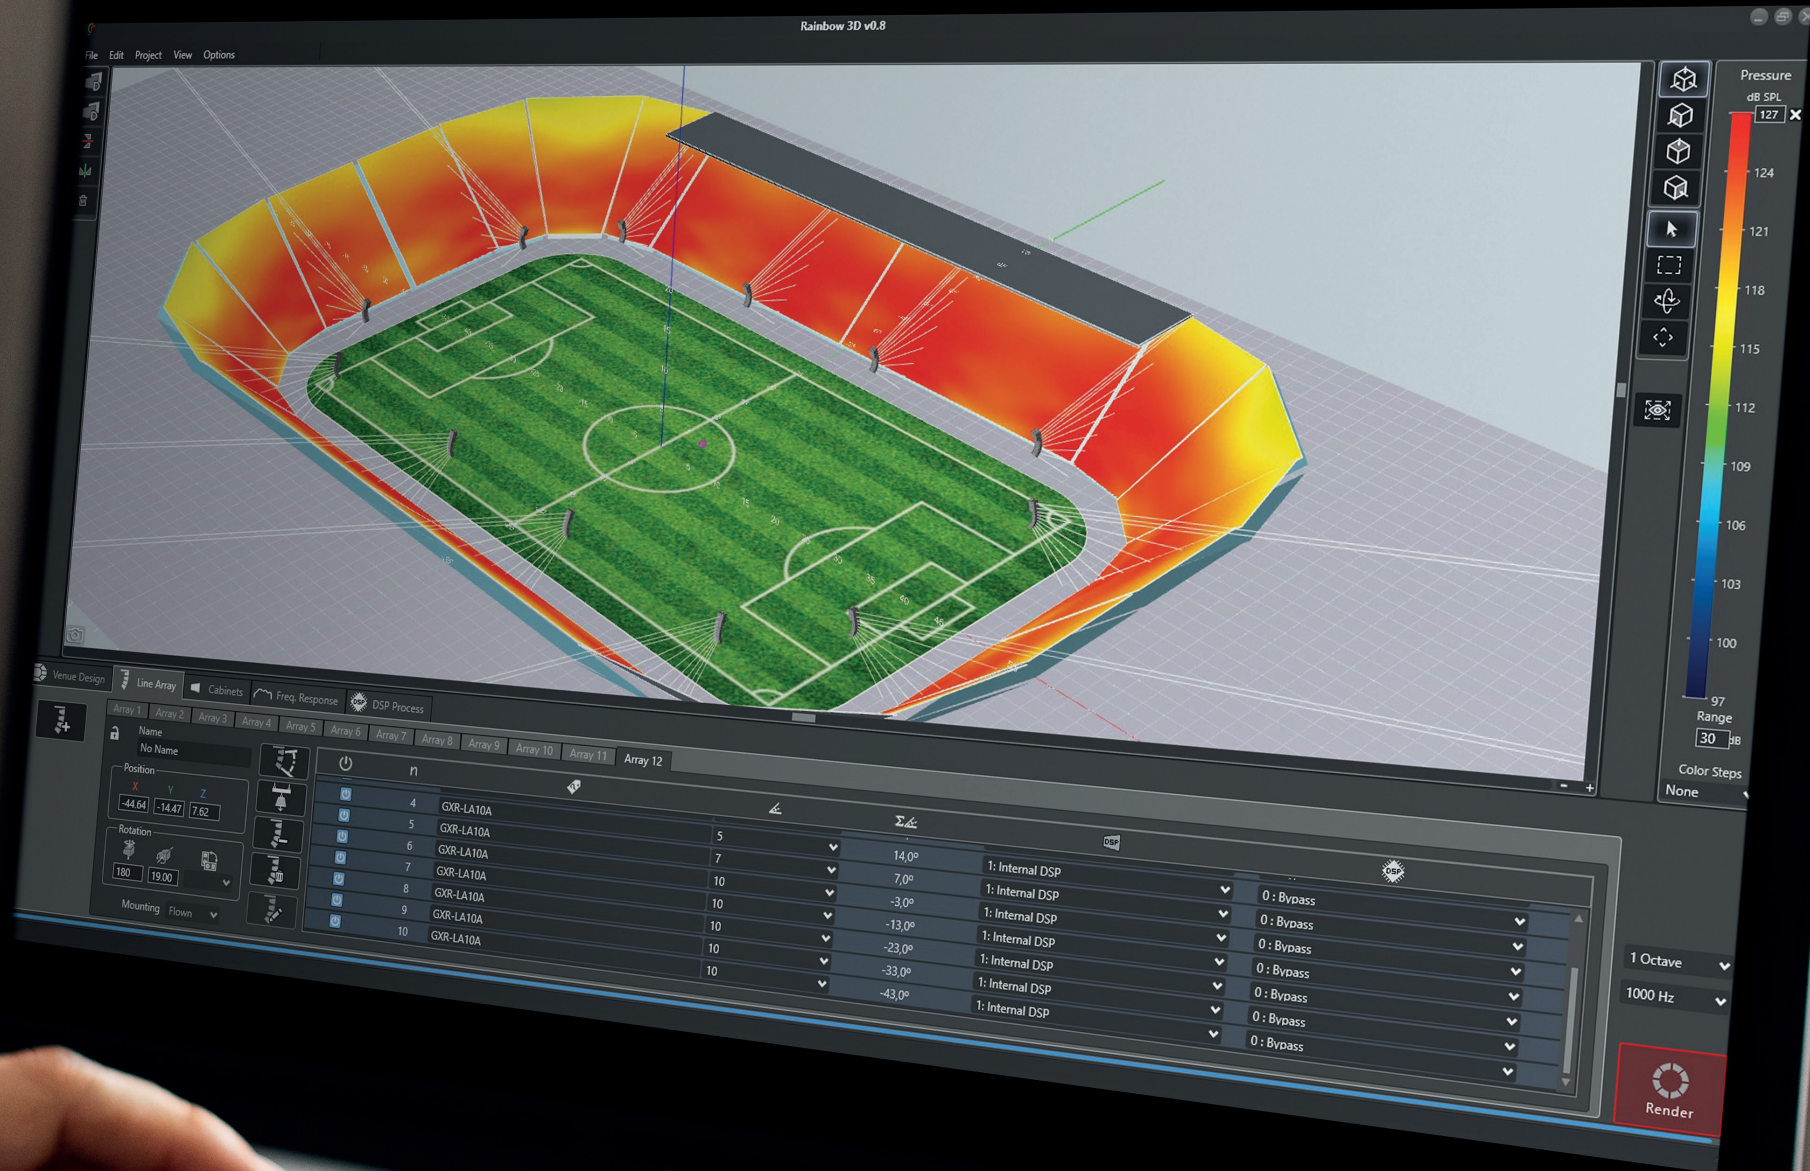 Rainbow 3D v0.8
File Edit Project View Options
Pressure
dB SPL
127
124
121
118
115
112
109
106
103
100
97
Range
30 dB
Color Steps
None
Venue Design Line Array Cabinets Freq. Response DSP DSP Process
Array 1 Array 2 Array 3 Array 4 Array 5 Array 6 Array 7 Array 8 Array 9 Array 10 Array 11 Array 12
Name
No Name
Position
X Y Z
-44.64 -14.47 7.62
Rotation
180 19.00
Mounting Flown
n Σ DSP DSP
4 GXR-LA10A 5 14,0º 1: Internal DSP 0 : Bypass
5 GXR-LA10A 7 7,0º 1: Internal DSP 0 : Bypass
6 GXR-LA10A 10 -3,0º 1: Internal DSP 0 : Bypass
7 GXR-LA10A 10 -13,0º 1: Internal DSP 0 : Bypass
8 GXR-LA10A 10 -23,0º 1: Internal DSP 0 : Bypass
9 GXR-LA10A 10 -33,0º 1: Internal DSP 0 : Bypass
10 GXR-LA10A 10 -43,0º 1: Internal DSP 0 : Bypass
1 Octave
1000 Hz
Render